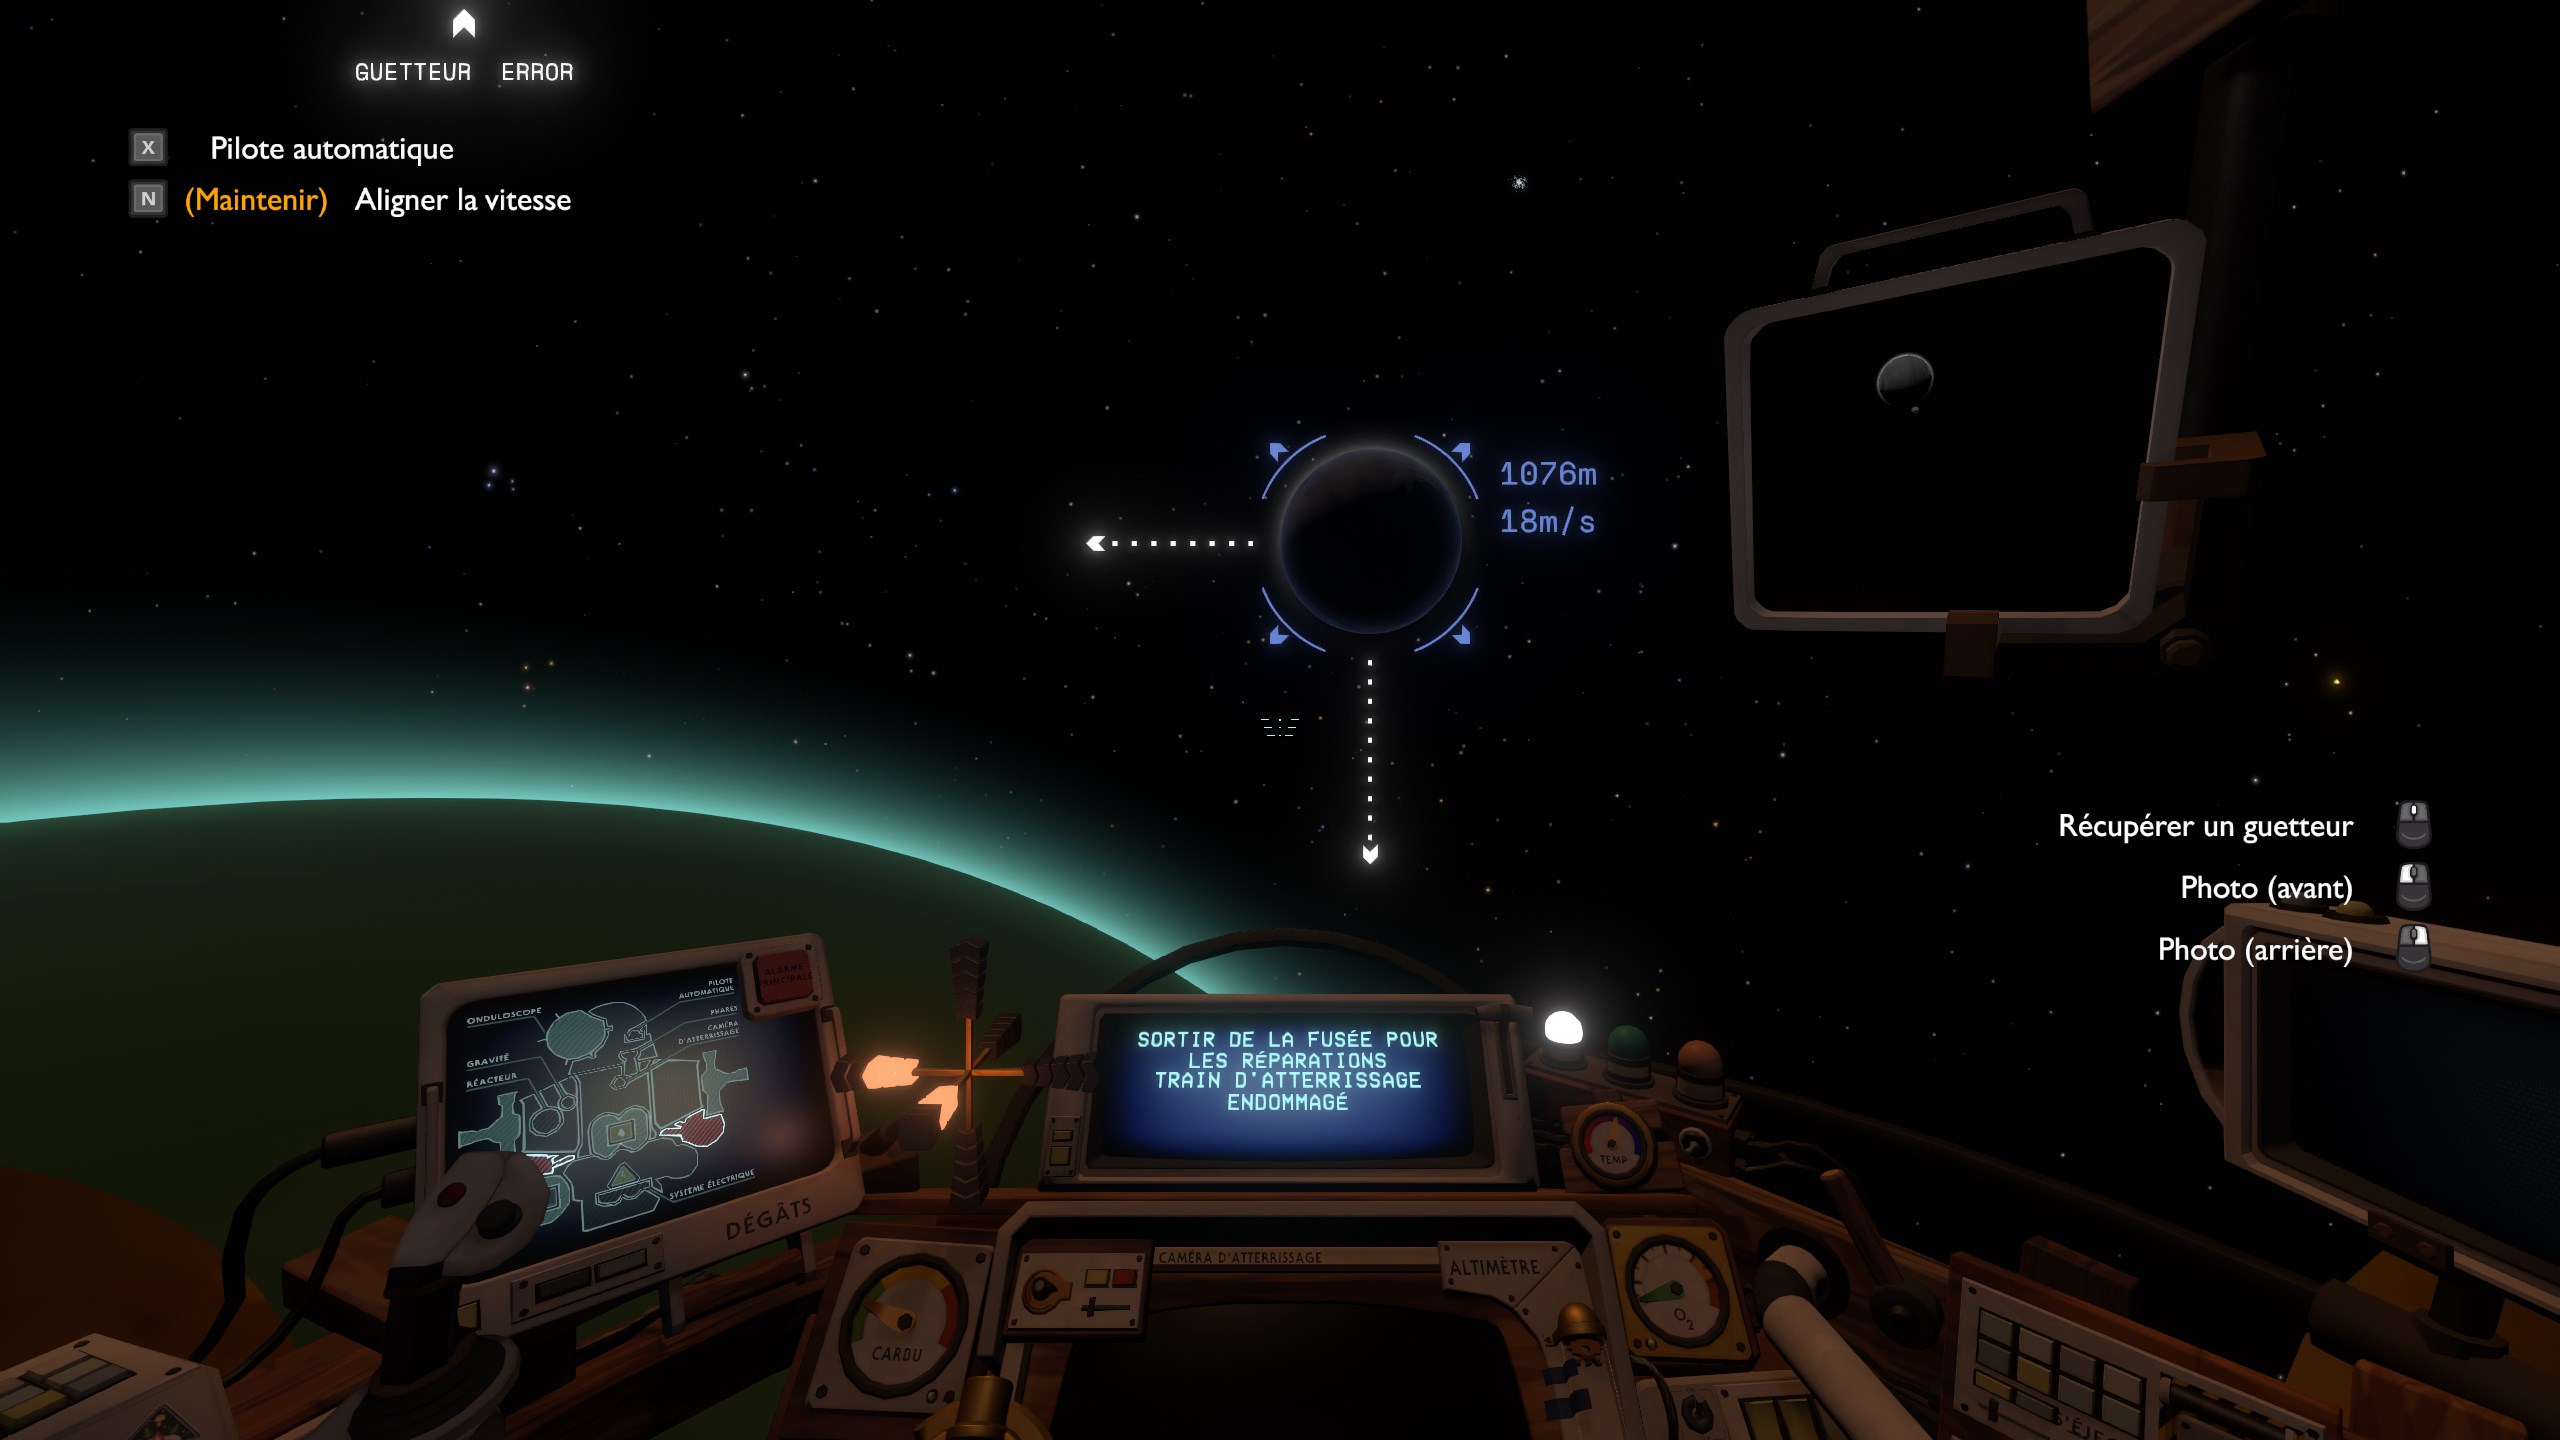 GUETTEUR ERROR
X Pilote automatique
N (Maintenir) Aligner la vitesse
1076m
18m/s
Récupérer un guetteur
Photo (avant)
Photo (arrière)
ALARME
PRINCIPALE
PILOTE
AUTOMATIQUE
ONDULOSCOPE
PHARES
CAMÉRA
D'ATTERRISSAGE
GRAVITÉ
RÉACTEUR
SYSTÈME ÉLECTRIQUE
DÉGÂTS
SORTIR DE LA FUSÉE POUR
LES RÉPARATIONS
TRAIN D'ATTERRISSAGE
ENDOMMAGÉ
TEMP
CAMÉRA D'ATTERRISSAGE
ALTIMÈTRE
CARBU
O2